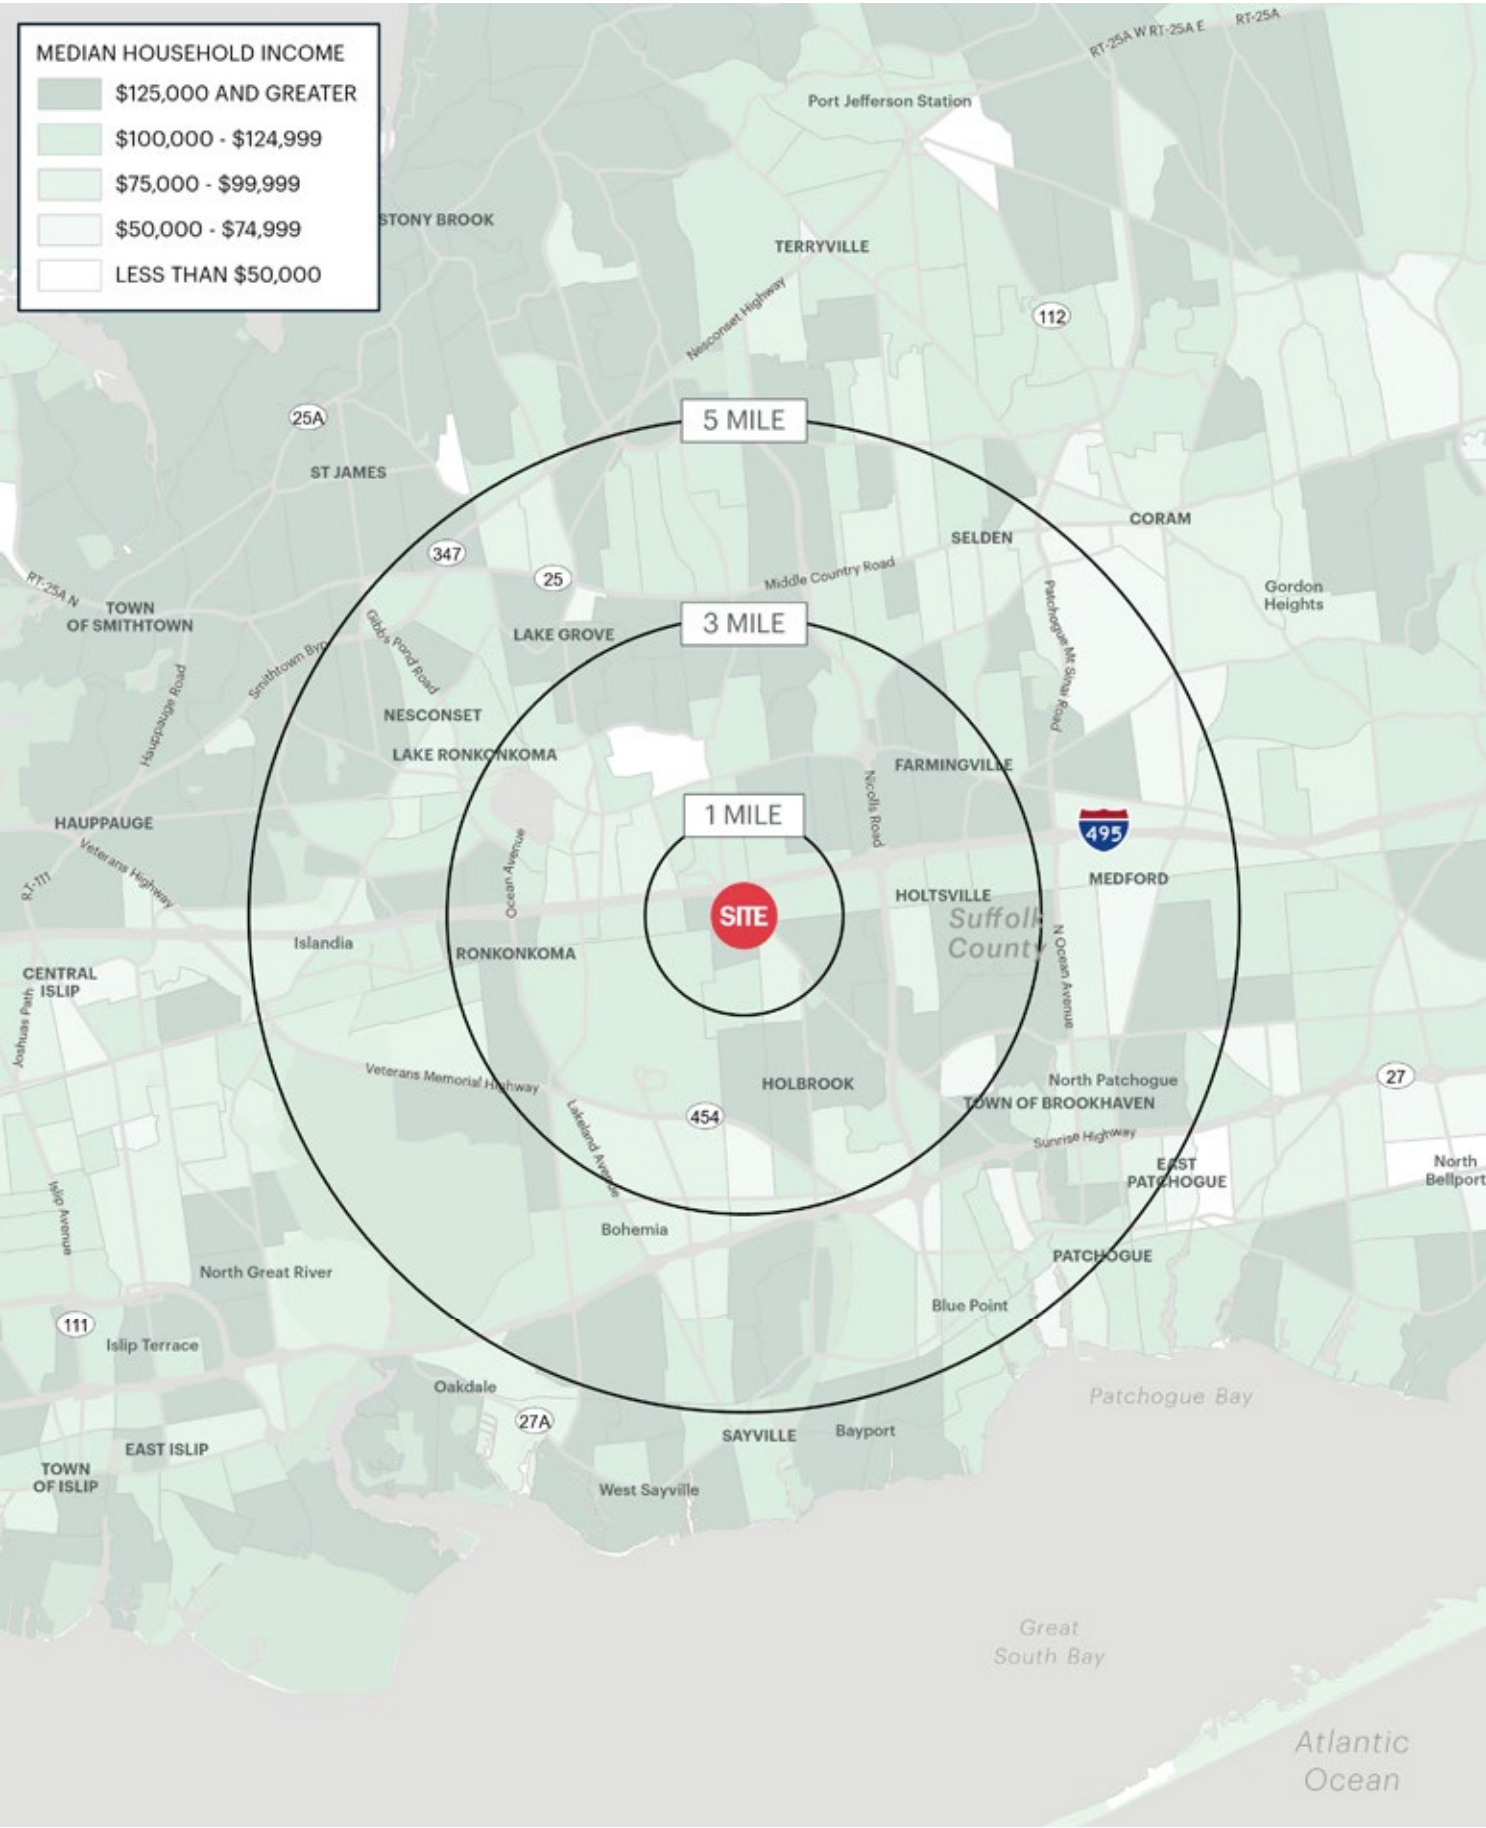 MEDIAN HOUSEHOLD INCOME
$125,000 AND GREATER
$100,000 - $124,999
$75,000 - $99,999
$50,000 - $74,999
LESS THAN $50,000
RT-25A W
RT-25A E
RT-25A
Port Jefferson Station
STONY BROOK
TERRYVILLE
Nesconset Highway
112
25A
5 MILE
ST JAMES
CORAM
SELDEN
347
25
Middle Country Road
RT-25A N
TOWN
OF SMITHTOWN
Gordon
Heights
3 MILE
LAKE GROVE
Gibbs Pond Road
Smithtown Byp
Patchogue Mt Sinai Road
Hauppauge Road
NESCONSET
LAKE RONKONKOMA
FARMINGVILLE
Nicolls Road
1 MILE
HAUPPAUGE
495
Veterans Highway
RT-111
Ocean Avenue
MEDFORD
HOLTSVILLE
SITE
Suffolk
County
Islandia
RONKONKOMA
N Ocean Avenue
CENTRAL
ISLIP
Joshuas Path
Veterans Memorial Highway
HOLBROOK
North Patchogue
27
TOWN OF BROOKHAVEN
454
Lakeland Avenue
Sunrise Highway
EAST
PATCHOGUE
North
Bellport
Islip Avenue
Bohemia
PATCHOGUE
North Great River
Blue Point
111
Islip Terrace
Oakdale
Patchogue Bay
27A
SAYVILLE
Bayport
EAST ISLIP
TOWN
OF ISLIP
West Sayville
Great
South Bay
Atlantic
Ocean